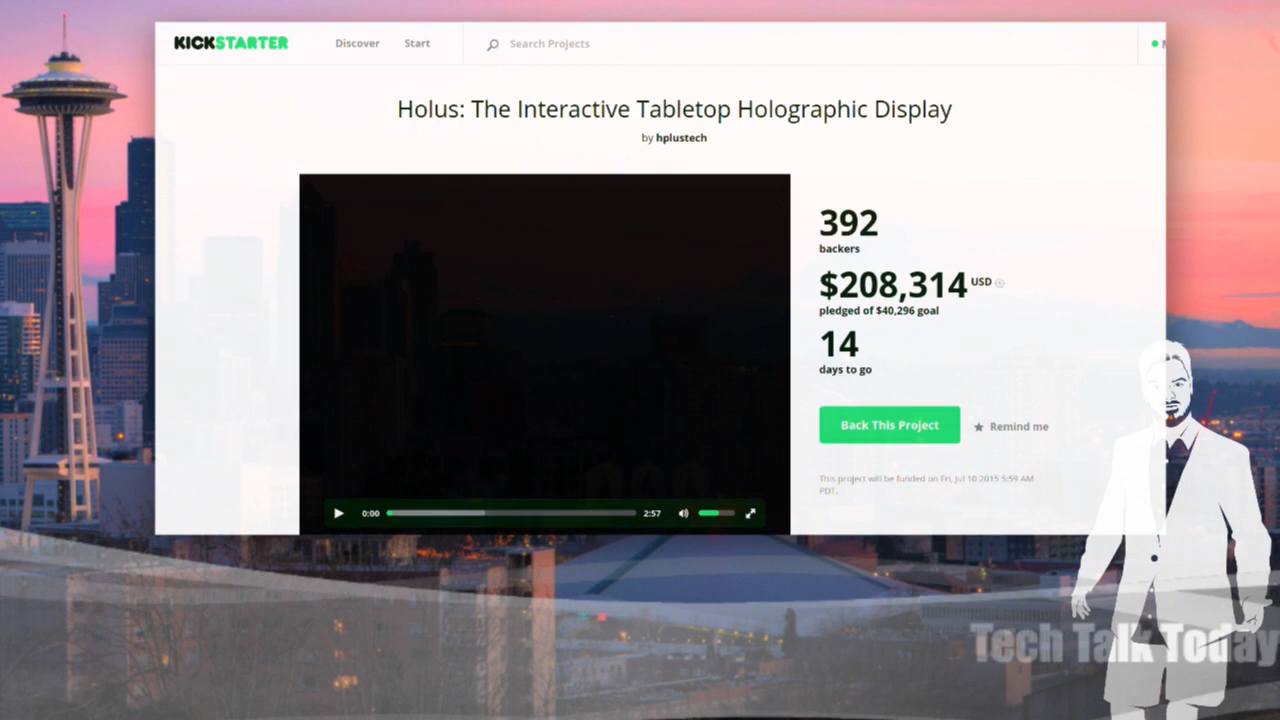 KICKSTARTER
Discover
Start
Search Projects
Holus: The Interactive Tabletop Holographic Display
by hplustech
392
backers
$208,314 USD
pledged of $40,296 goal
14
days to go
Back This Project
Remind me
This project will be funded on Fri, Jul 10 2015 5:59 AM
PDT.
0:00
2:57
Tech Talk Today